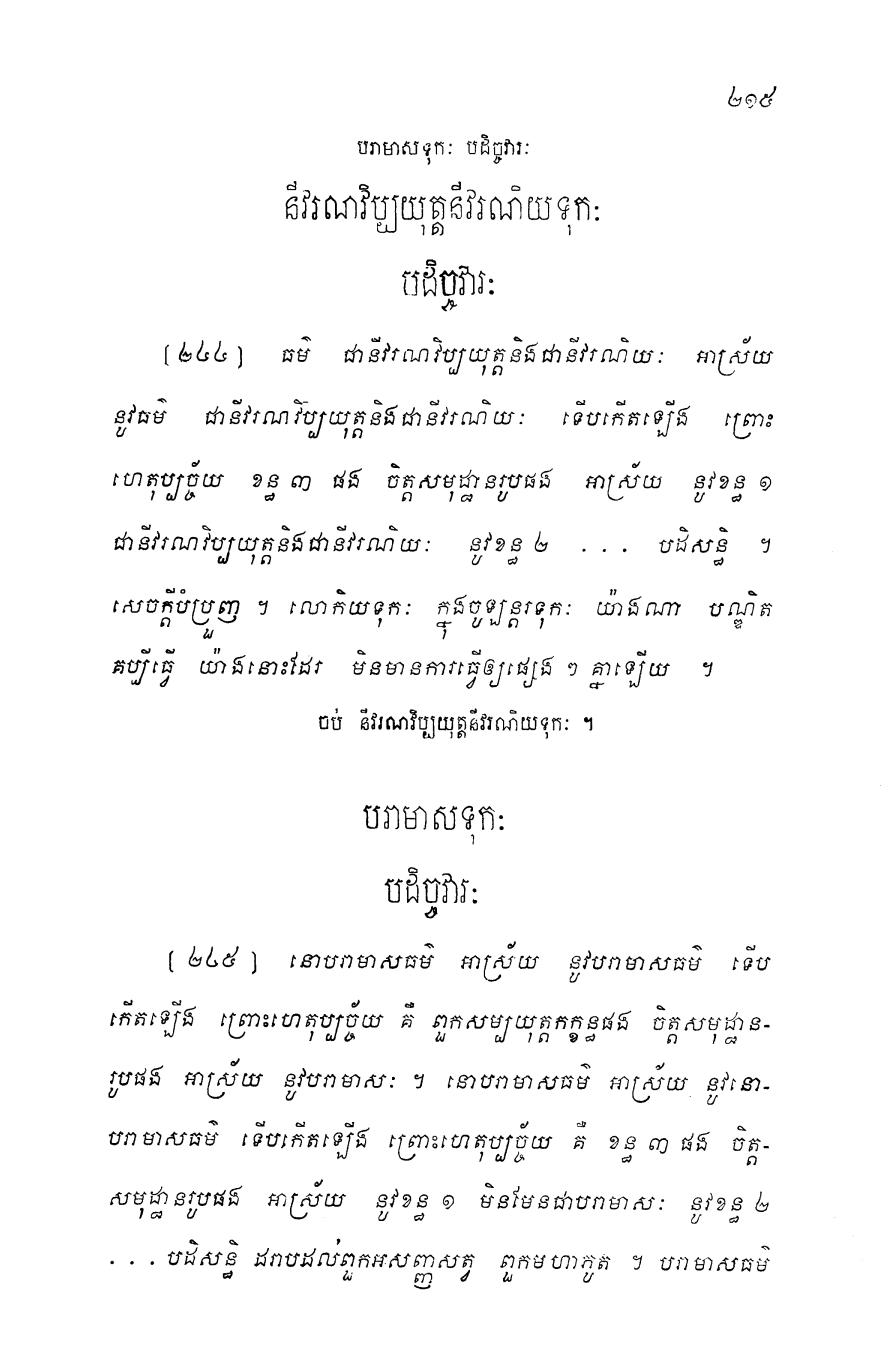 ២១៥
បរាមាសទុកៈ បដិច្ចវារៈ
នីវរណវិប្បយុត្តនីវរណិយទុកៈ
បដិច្ចវារៈ
[២៤៤] ធម៌ ជានីវរណវិប្បយុត្តនិងជានីវរណិយៈ អាស្រ័យ
នូវធម៌ ជានីវរណវិប្បយុត្តនិងជានីវរណិយៈ ទើបកើតឡើង ព្រោះ
ហេតុប្បច្ច័យ ខន្ធ ៣ ផង ចិត្តសមុដ្ឋានរូបផង អាស្រ័យ នូវខន្ធ ១
ជានីវរណវិប្បយុត្តនិងជានីវរណិយៈ នូវខន្ធ ២ ... បដិសន្ធិ ។
សេចក្តីបំប្រួញ ។ លោកិយទុកៈ ក្នុងចូឡន្តរទុកៈ យ៉ាងណា បណ្ឌិត
គប្បីធ្វើ យ៉ាងនោះដែរ មិនមានការធ្វើឲ្យផ្សេង ៗ គ្នាឡើយ ។
ចប់ នីវរណវិប្បយុត្តនីវរណិយទុកៈ ។
បរាមាសទុកៈ
បដិច្ចវារៈ
[២៤៥] នោបរាមាសធម៌ អាស្រ័យ នូវបរាមាសធម៌ ទើប
កើតឡើង ព្រោះហេតុប្បច្ច័យ គឺ ពួកសម្បយុត្តកក្ខន្ធផង ចិត្តសមុដ្ឋាន-
រូបផង អាស្រ័យ នូវបរាមាសៈ ។ នោបរាមាសធម៌ អាស្រ័យ នូវនោ-
បរាមាសធម៌ ទើបកើតឡើង ព្រោះហេតុប្បច្ច័យ គឺ ខន្ធ ៣ ផង ចិត្ត-
សមុដ្ឋានរូបផង អាស្រ័យ នូវខន្ធ ១ មិនមែនជាបរាមាសៈ នូវខន្ធ ២
... បដិសន្ធិ ដរាបដល់ពួកអសញ្ញសត្វ ពួកមហាភូត ។ បរាមាសធម៌